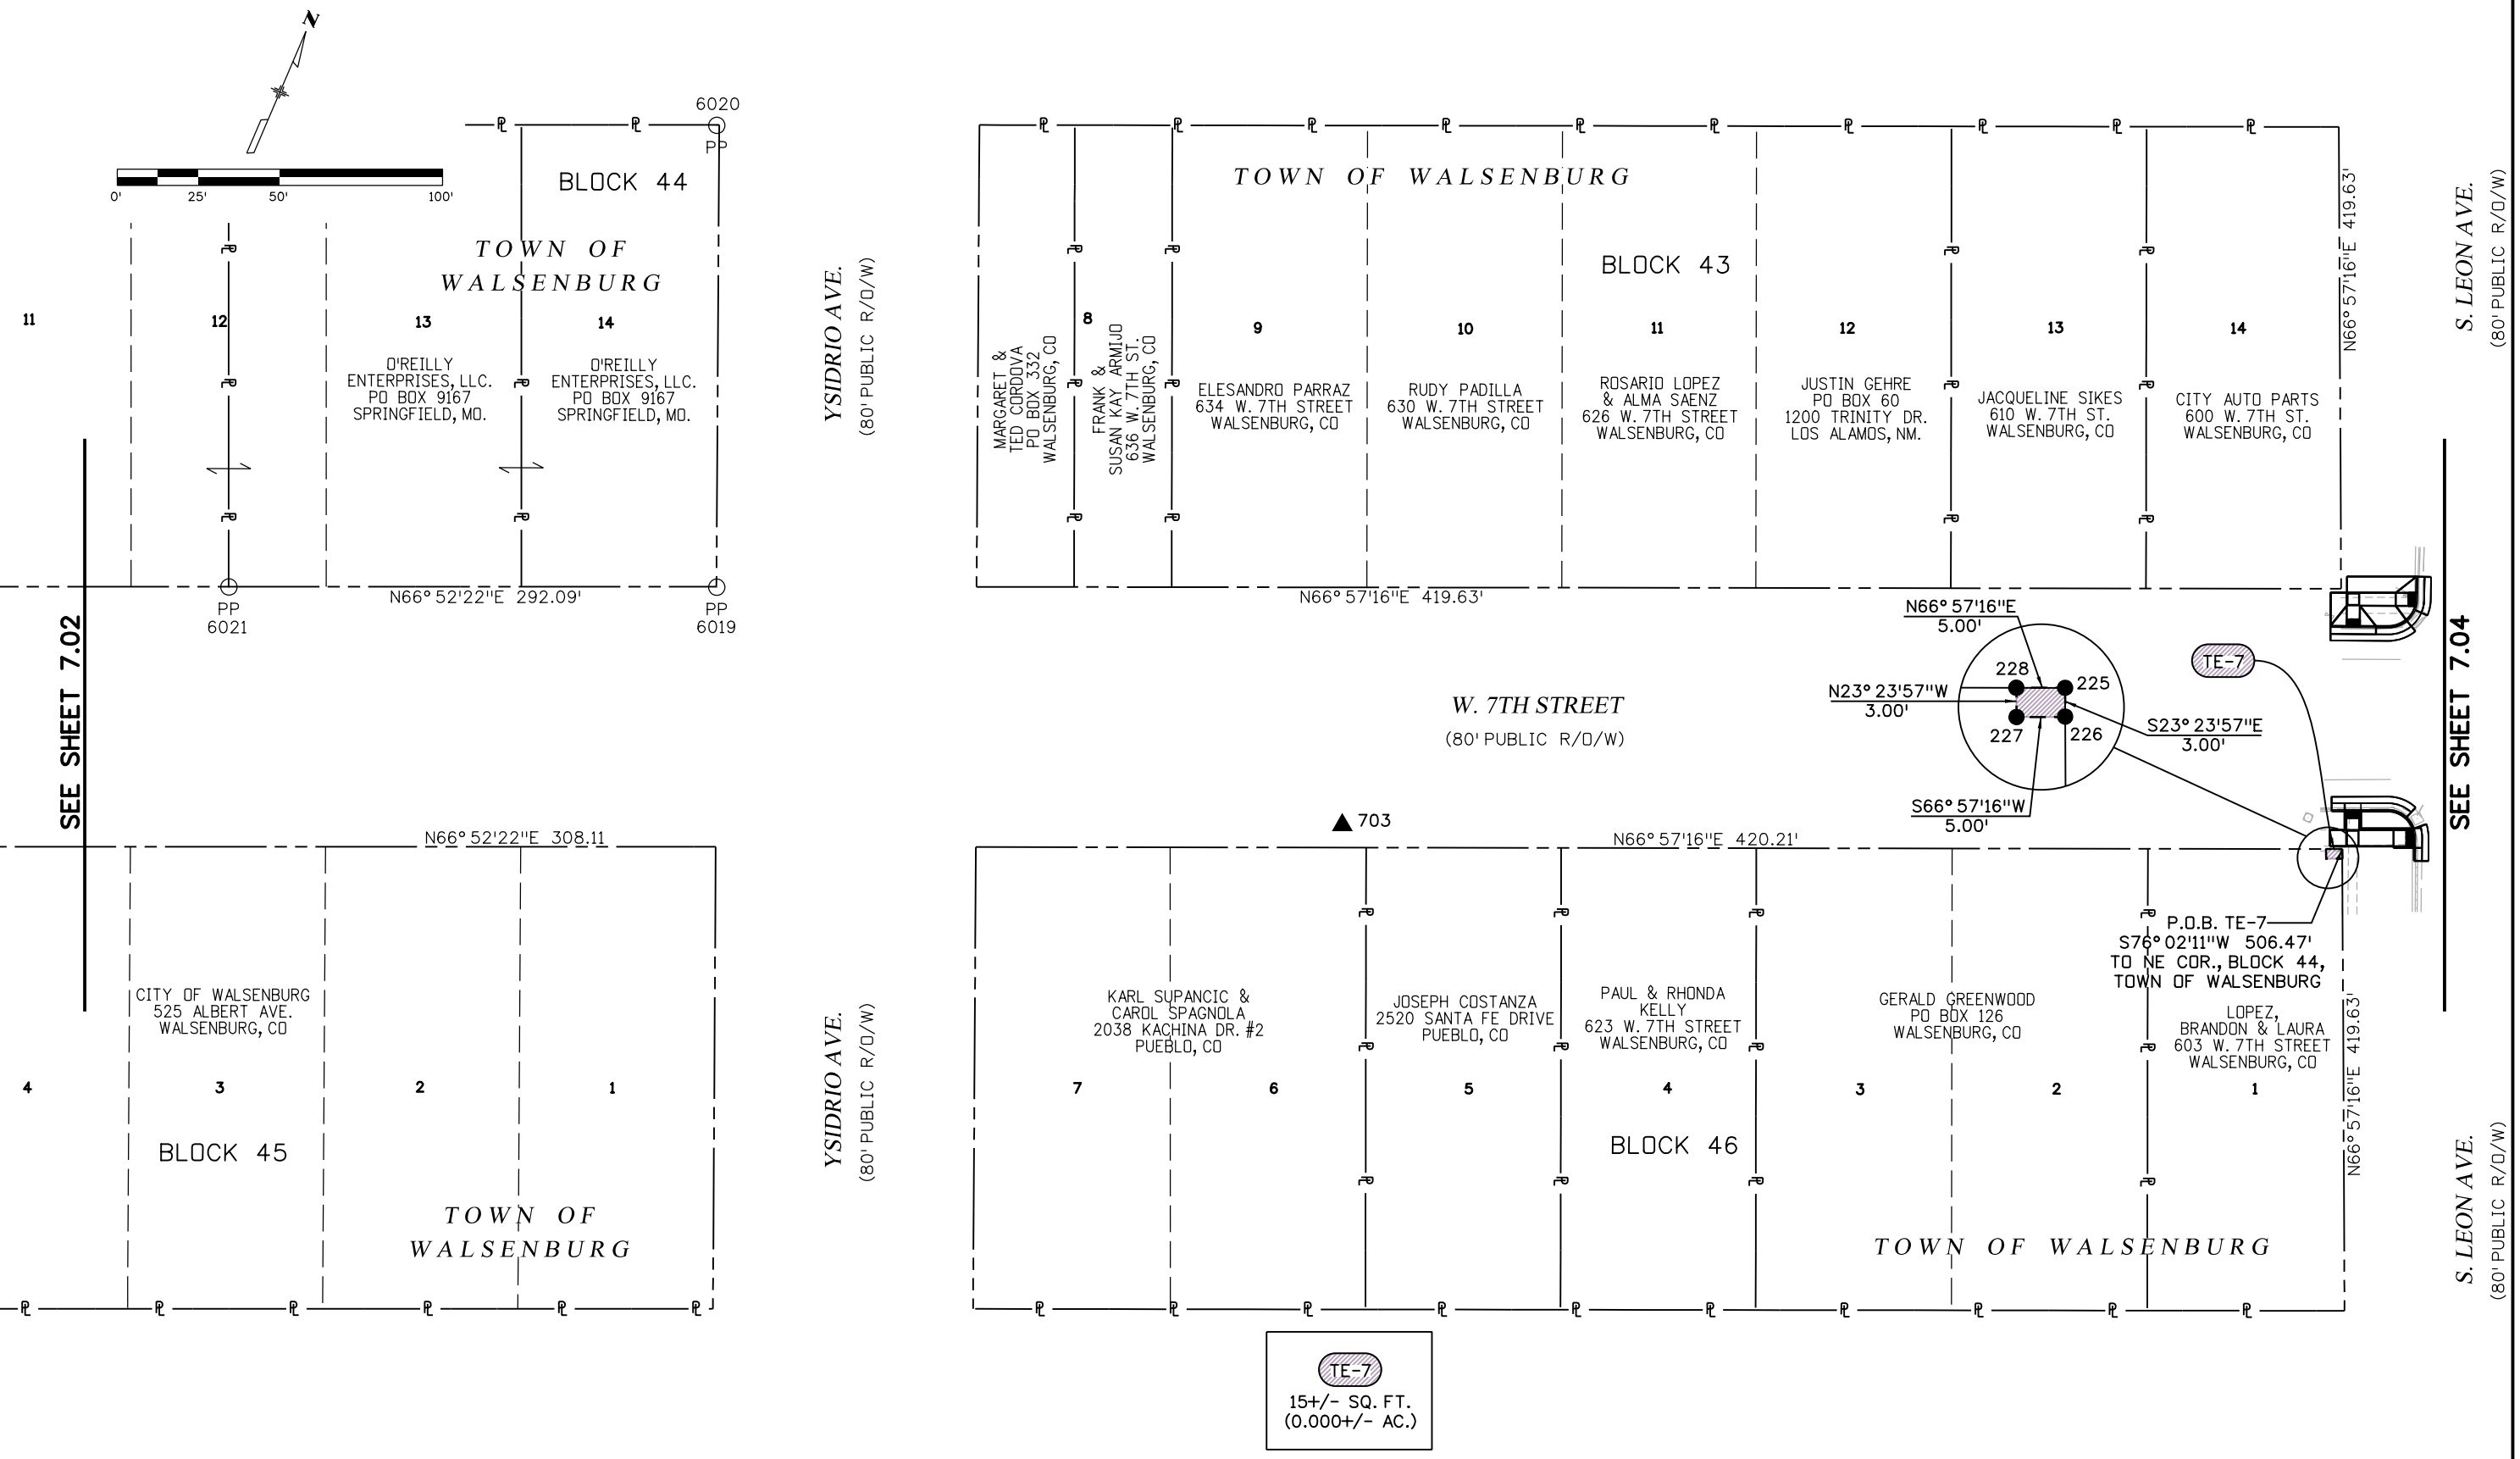 N
0'
25'
50'
100'
6020
PP
BLOCK 44
TOWN OF
WALSENBURG
11
12
13
14
O'REILLY
ENTERPRISES, LLC.
PO BOX 9167
SPRINGFIELD, MO.
O'REILLY
ENTERPRISES, LLC.
PO BOX 9167
SPRINGFIELD, MO.
PP
6021
N66°52'22"E 292.09'
PP
6019
YSIDRIO AVE.
(80' PUBLIC R/O/W)
TOWN OF WALSENBURG
BLOCK 43
MARGARET &
TED CORDOVA
PO BOX 332
WALSENBURG, CO
8
FRANK &
SUSAN KAY ARMIJO
636 W. 7TH ST.
WALSENBURG, CO
9
ELESANDRO PARRAZ
634 W. 7TH STREET
WALSENBURG, CO
10
RUDY PADILLA
630 W. 7TH STREET
WALSENBURG, CO
11
ROSARIO LOPEZ
& ALMA SAENZ
626 W. 7TH STREET
WALSENBURG, CO
12
JUSTIN GEHRE
PO BOX 60
1200 TRINITY DR.
LOS ALAMOS, NM.
13
JACQUELINE SIKES
610 W. 7TH ST.
WALSENBURG, CO
14
CITY AUTO PARTS
600 W. 7TH ST.
WALSENBURG, CO
N66°57'16"E 419.63'
S. LEON AVE.
(80' PUBLIC R/O/W)
N66°57'16"E 419.63'
SEE SHEET 7.02
SEE SHEET 7.04
W. 7TH STREET
(80' PUBLIC R/O/W)
N66°57'16"E
5.00'
228
225
N23°23'57"W
3.00'
227
226
S23°23'57"E
3.00'
S66°57'16"W
5.00'
TE-7
703
N66°52'22"E 308.11
N66°57'16"E 420.21'
P.O.B. TE-7
S76°02'11"W 506.47'
TO NE COR., BLOCK 44,
TOWN OF WALSENBURG
CITY OF WALSENBURG
525 ALBERT AVE.
WALSENBURG, CO
4
3
2
1
BLOCK 45
TOWN OF
WALSENBURG
YSIDRIO AVE.
(80' PUBLIC R/O/W)
KARL SUPANCIC &
CAROL SPAGNOLA
2038 KACHINA DR. #2
PUEBLO, CO
JOSEPH COSTANZA
2520 SANTA FE DRIVE
PUEBLO, CO
PAUL & RHONDA
KELLY
623 W. 7TH STREET
WALSENBURG, CO
GERALD GREENWOOD
PO BOX 126
WALSENBURG, CO
LOPEZ,
BRANDON & LAURA
603 W. 7TH STREET
WALSENBURG, CO
7
6
5
4
3
2
1
BLOCK 46
TOWN OF WALSENBURG
N66°57'16"E 419.63'
S. LEON AVE.
(80' PUBLIC R/O/W)
TE-7
15+/- SQ. FT.
(0.000+/- AC.)